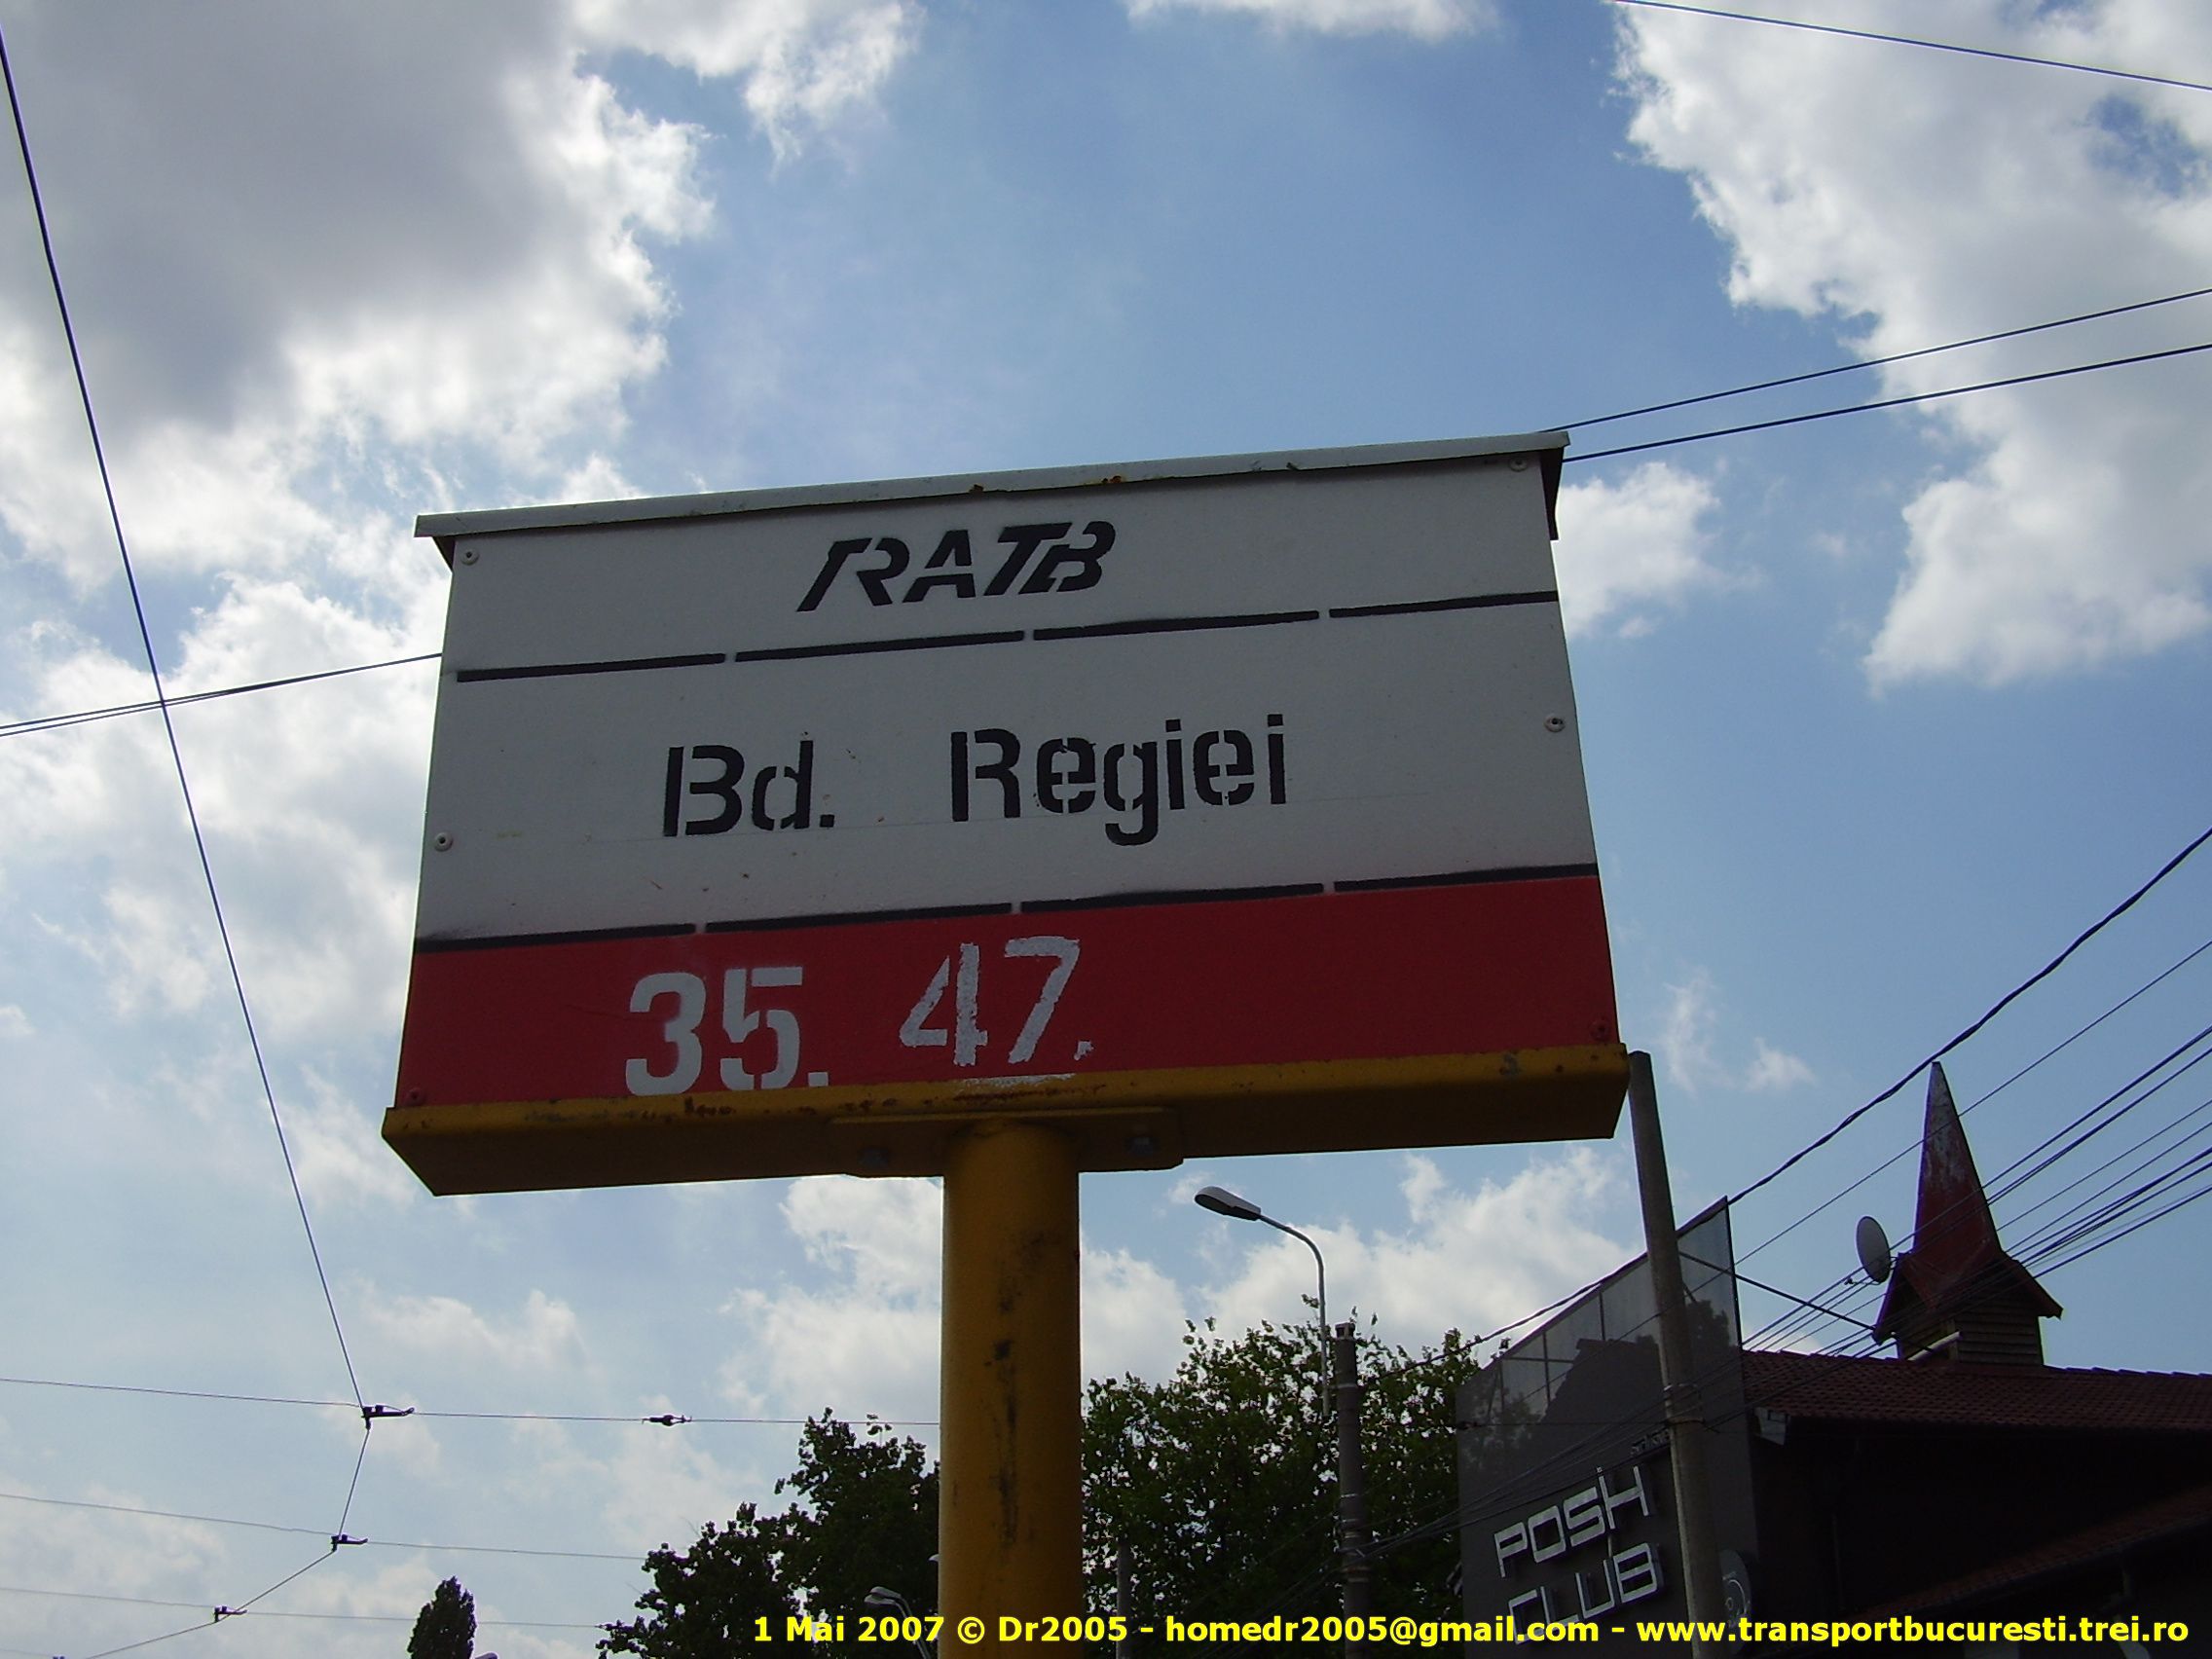 RATB
Bd. Regiei
35. 47.
POSH
CLUB
1 Mai 2007 © Dr2005 - homedr2005@gmail.com - www.transportbucuresti.trei.ro